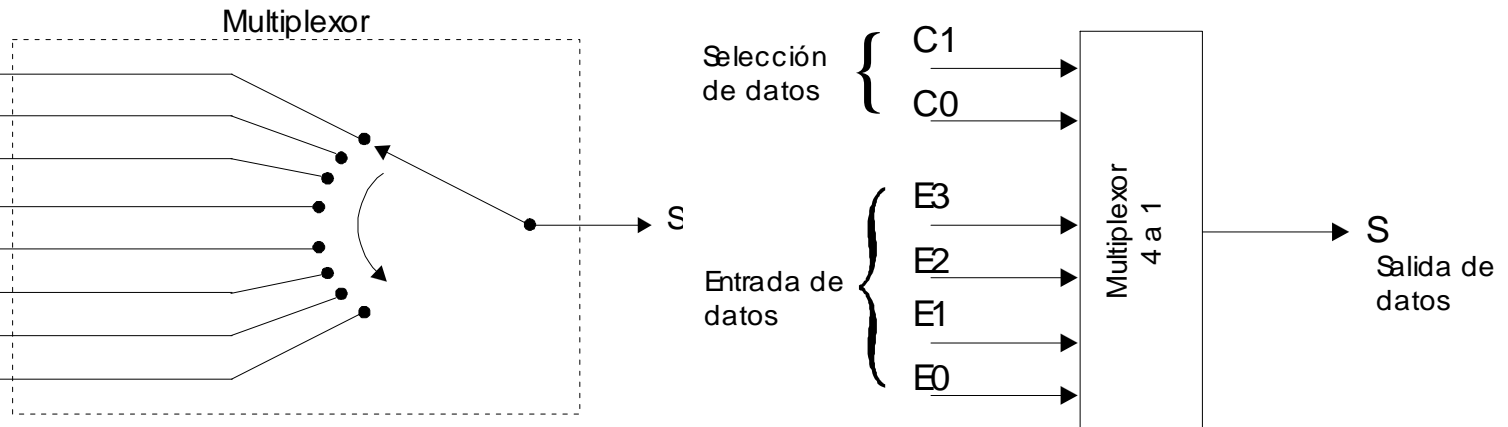 Multiplexor
S
Selección
de datos
C1
C0
Entrada de
datos
E3
E2
E1
E0
Multiplexor
4 a 1
S
Salida de
datos